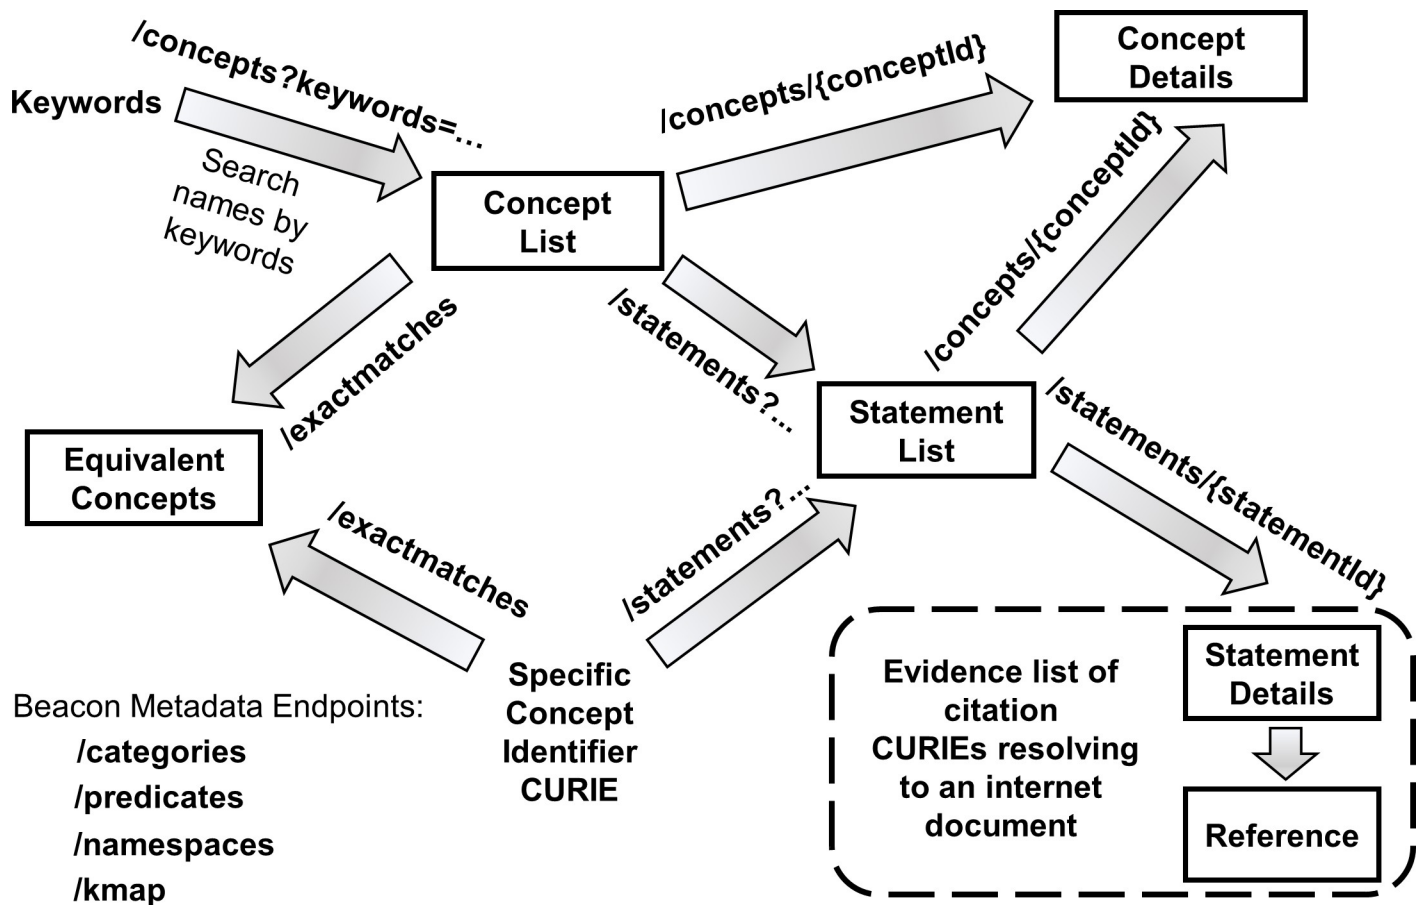 /concepts?keywords=...
Keywords
Search
names by
keywords
/concepts/{conceptId}
Concept
Details
Concept
List
/concepts/{conceptId}
/exactmatches
/statements?...
Statement
List
/statements/{statementId}
Equivalent
Concepts
/exactmatches
/statements?...
Specific
Concept
Identifier
CURIE
Beacon Metadata Endpoints:
/categories
/predicates
/namespaces
/kmap
Evidence list of
citation
CURIEs resolving
to an internet
document
Statement
Details
Reference